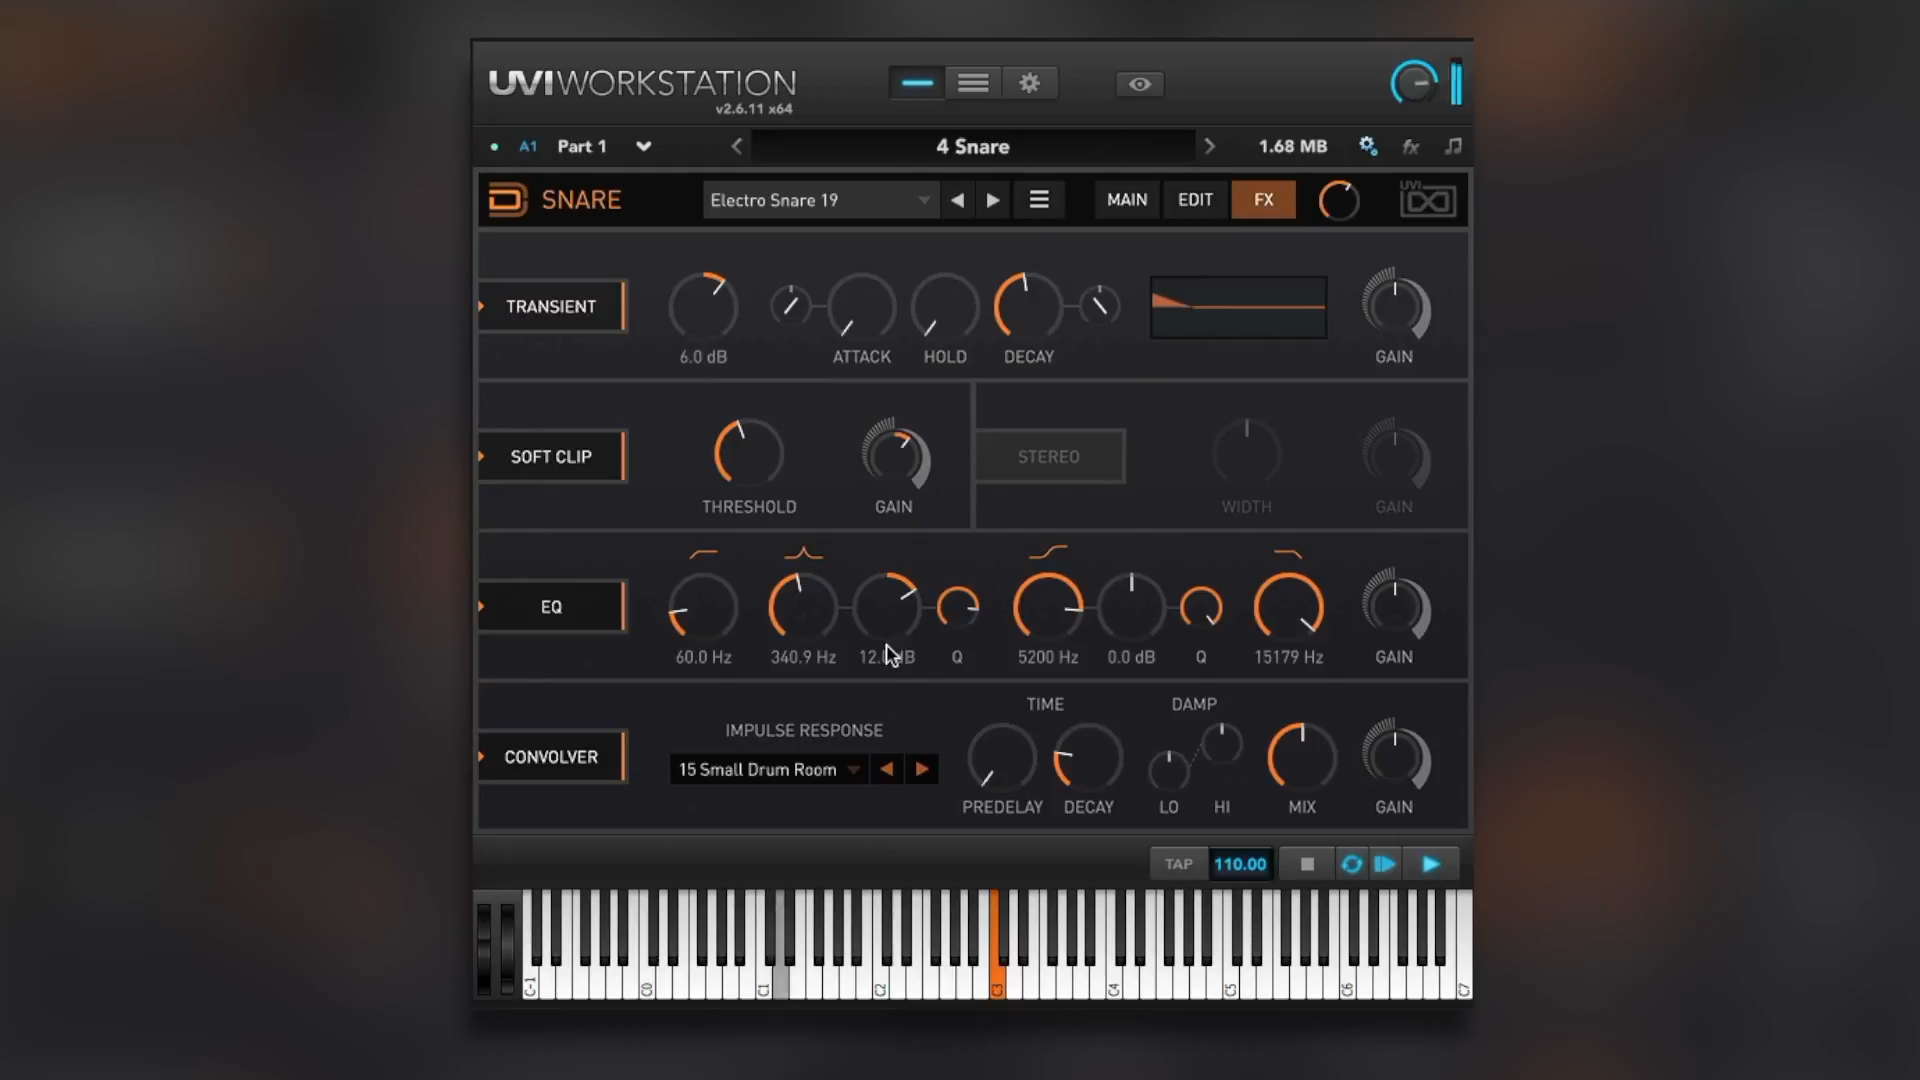 UVIWORKSTATION
v2.6.11 x64
A1 Part 1 4 Snare 1.68 MB fx
SNARE Electro Snare 19 MAIN EDIT FX UVI
TRANSIENT
6.0 dB ATTACK HOLD DECAY GAIN
SOFT CLIP
THRESHOLD GAIN
STEREO
WIDTH GAIN
EQ
60.0 Hz 340.9 Hz Q 5200 Hz 0.0 dB Q 15179 Hz GAIN
CONVOLVER
IMPULSE RESPONSE
15 Small Drum Room
TIME
PREDELAY DECAY
DAMP
LO HI
MIX GAIN
TAP 110.00
C-1 C0 C1 C2 C3 C4 C5 C6 C7